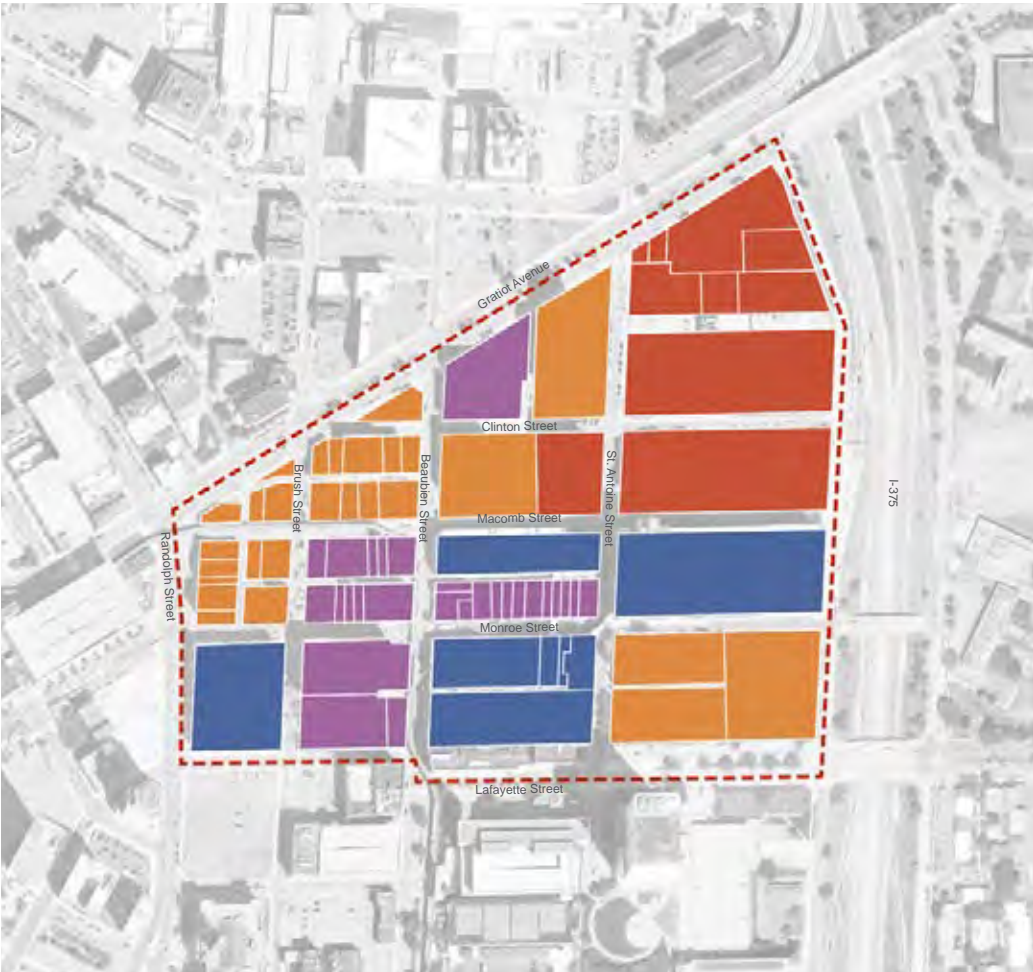 Gratiot Avenue
Clinton Street
Brush Street
Beaubien Street
St. Antoine Street
I-375
Macomb Street
Randolph Street
Monroe Street
Lafayette Street